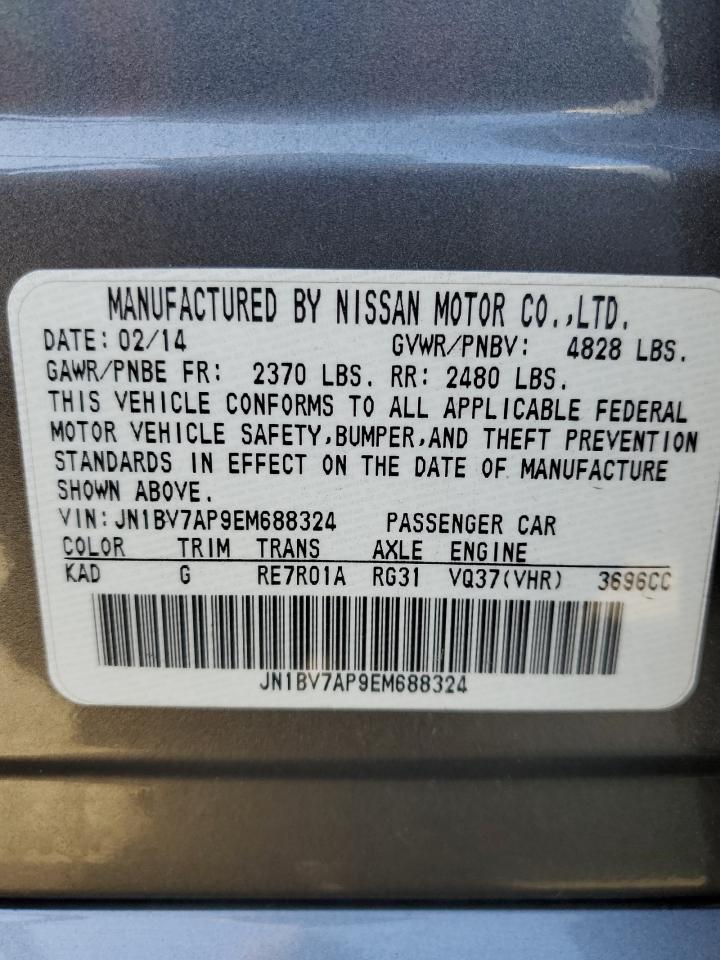 MANUFACTURED BY NISSAN MOTOR CO.,LTD.
DATE: 02/14 GVWR/PNBV: 4828 LBS.
GAWR/PNBE FR: 2370 LBS. RR: 2480 LBS.
THIS VEHICLE CONFORMS TO ALL APPLICABLE FEDERAL
MOTOR VEHICLE SAFETY,BUMPER,AND THEFT PREVENTION
STANDARDS IN EFFECT ON THE DATE OF MANUFACTURE
SHOWN ABOVE.
VIN: JN1BV7AP9EM688324 PASSENGER CAR
COLOR TRIM TRANS AXLE ENGINE
KAD G RE7R01A RG31 VQ37(VHR) 3696CC
JN1BV7AP9EM688324